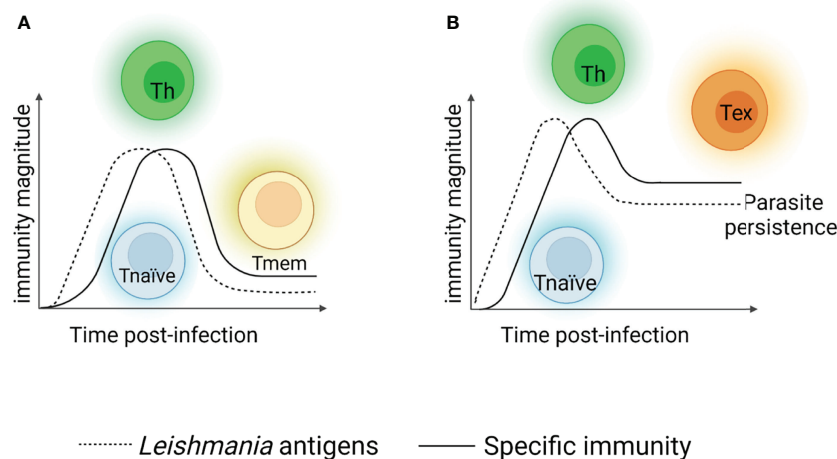 A
Th
immunity magnitude
Tnaïve
Tmem
Time post-infection
B
Th
Tex
immunity magnitude
Tnaïve
Parasite
persistence
Time post-infection
Leishmania antigens
Specific immunity